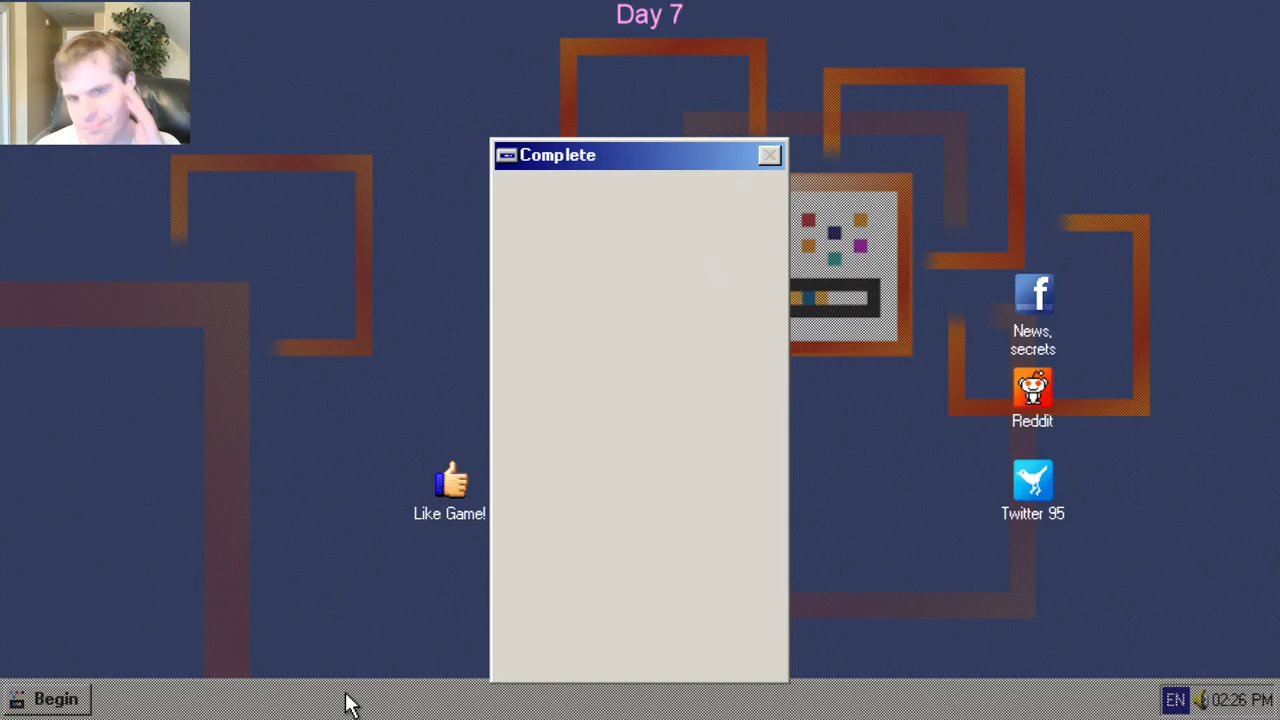 Day 7
Complete
News,
secrets
Reddit
Like Game!
Twitter 95
Begin
EN
02:26 PM